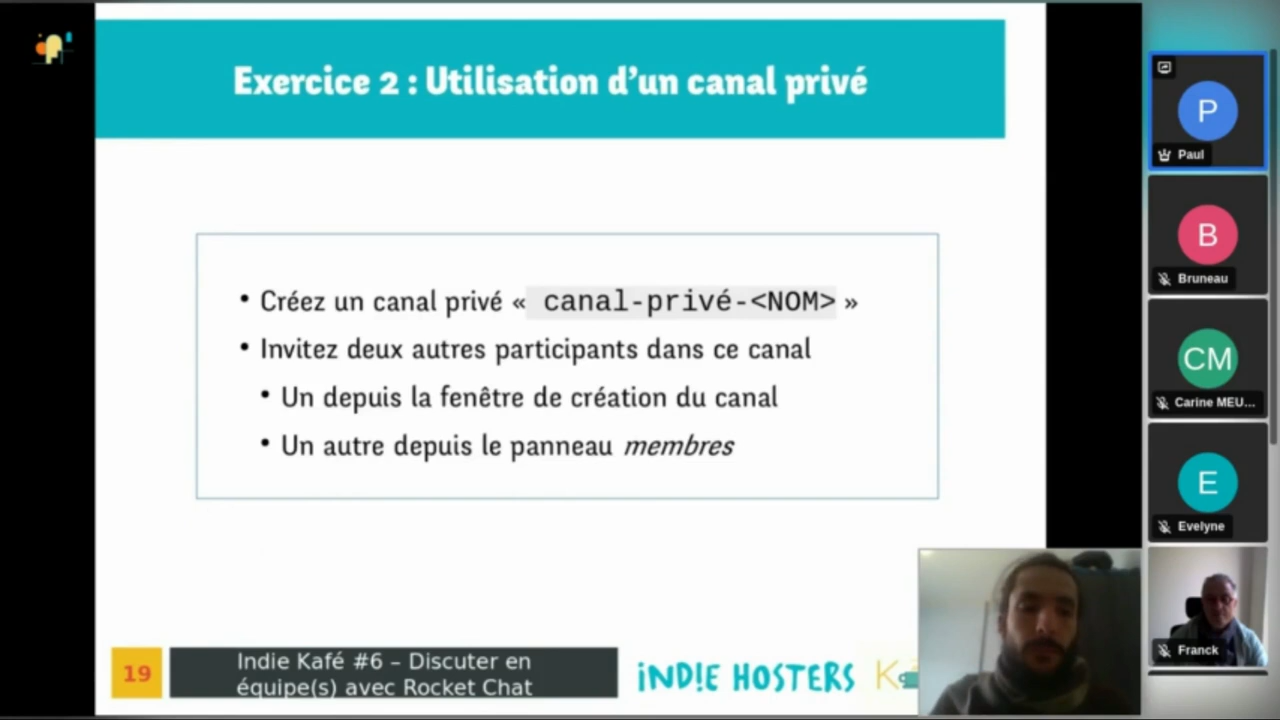 Exercice 2 : Utilisation d’un canal privé
• Créez un canal privé « canal-privé-<NOM> »
• Invitez deux autres participants dans ce canal
• Un depuis la fenêtre de création du canal
• Un autre depuis le panneau membres
19
Indie Kafé #6 – Discuter en
équipe(s) avec Rocket Chat
iND!E HOSTERS
P
Paul
B
Bruneau
CM
Carine MEU...
E
Evelyne
Franck